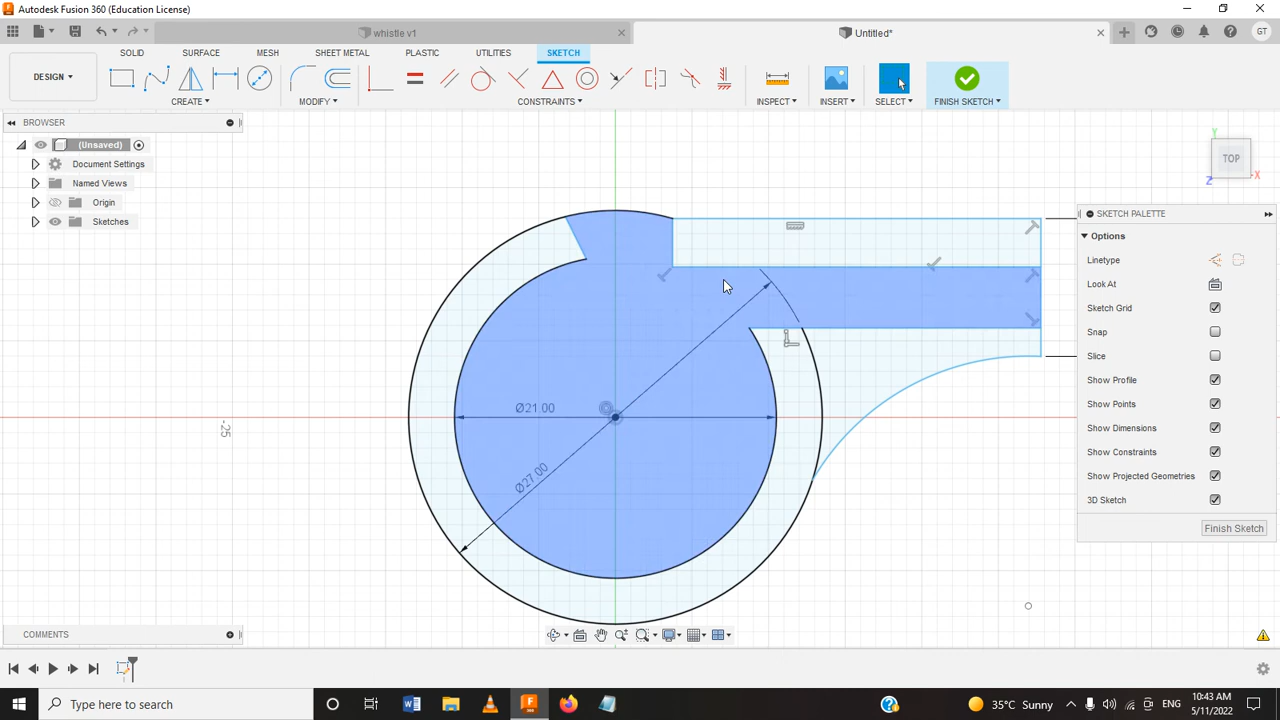 Autodesk Fusion 360 (Education License)
whistle v1
Untitled*
GT
DESIGN
SOLID
SURFACE
MESH
SHEET METAL
PLASTIC
UTILITIES
SKETCH
CREATE
MODIFY
CONSTRAINTS
INSPECT
INSERT
SELECT
FINISH SKETCH
BROWSER
(Unsaved)
Document Settings
Named Views
Origin
Sketches
Y
TOP
X
Z
-25
Ø21.00
Ø27.00
SKETCH PALETTE
Options
Linetype
Look At
Sketch Grid
Snap
Slice
Show Profile
Show Points
Show Dimensions
Show Constraints
Show Projected Geometries
3D Sketch
Finish Sketch
COMMENTS
Type here to search
35°C Sunny
ENG
10:43 AM
5/11/2022